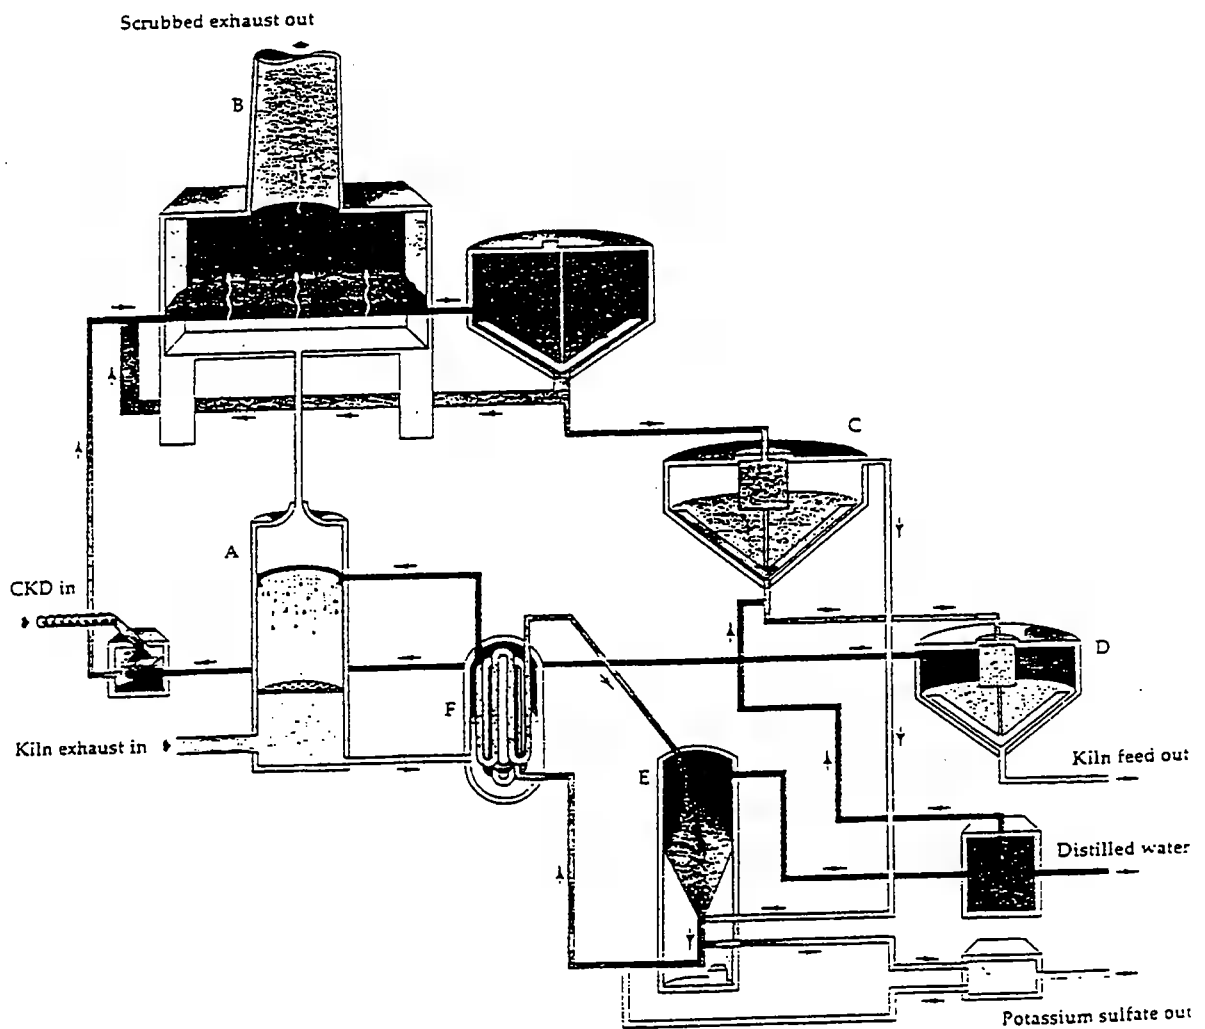 Scrubbed exhaust out
B
C
A
CKD in
D
F
Kiln exhaust in
Kiln feed out
E
Distilled water
Potassium sulfate out